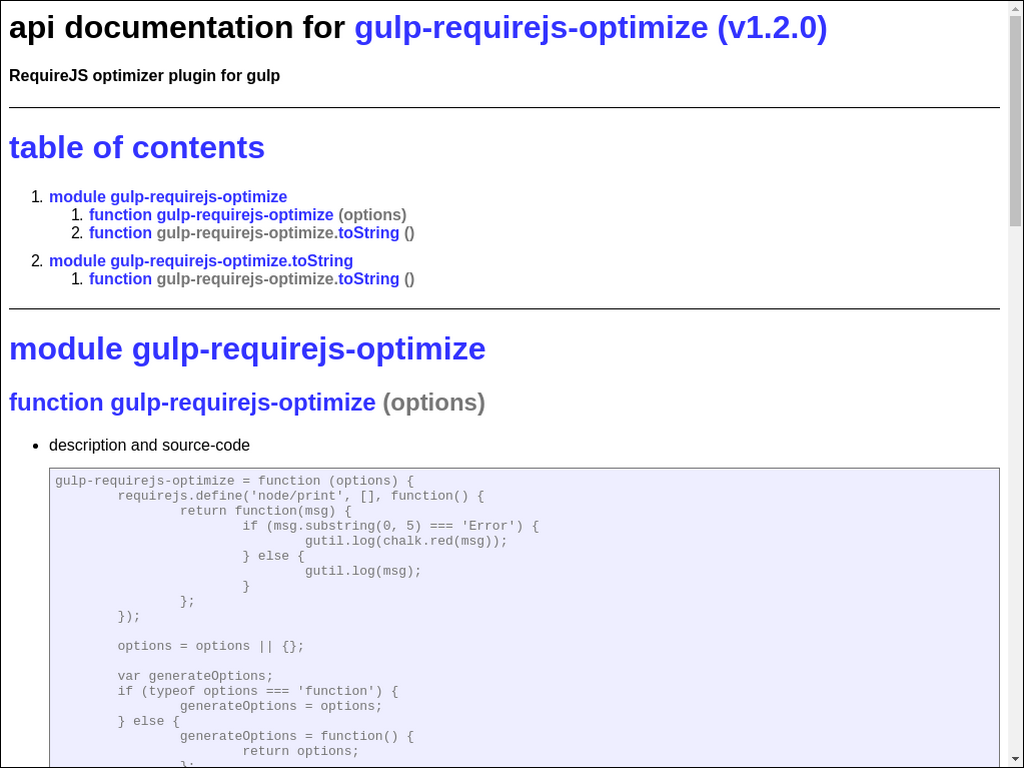 api documentation for gulp-requirejs-optimize (v1.2.0)
RequireJS optimizer plugin for gulp
table of contents
1. module gulp-requirejs-optimize
1. function gulp-requirejs-optimize (options)
2. function gulp-requirejs-optimize.toString ()
2. module gulp-requirejs-optimize.toString
1. function gulp-requirejs-optimize.toString ()
module gulp-requirejs-optimize
function gulp-requirejs-optimize (options)
• description and source-code
gulp-requirejs-optimize = function (options) {
requirejs.define('node/print', [], function() {
return function(msg) {
if (msg.substring(0, 5) === 'Error') {
gutil.log(chalk.red(msg));
} else {
gutil.log(msg);
}
};
});
options = options || {};
var generateOptions;
if (typeof options === 'function') {
generateOptions = options;
} else {
generateOptions = function() {
return options;
};